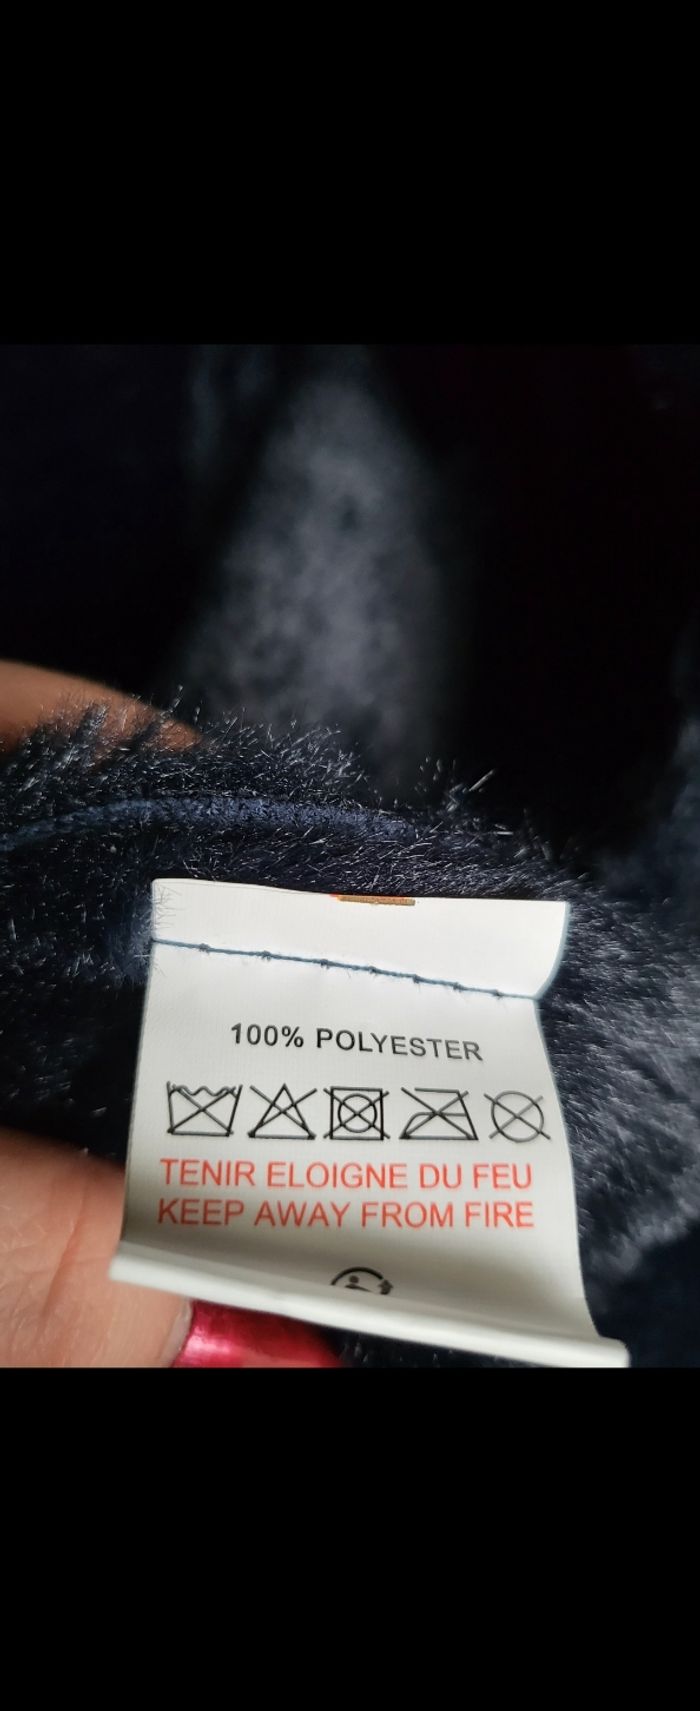 100% POLYESTER
TENIR ELOIGNE DU FEU
KEEP AWAY FROM FIRE